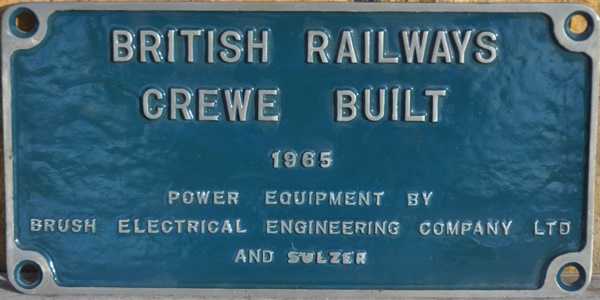 BRITISH RAILWAYS
CREWE BUILT
1965
POWER EQUIPMENT BY
BRUSH ELECTRICAL ENGINEERING COMPANY LTD
AND SULZER